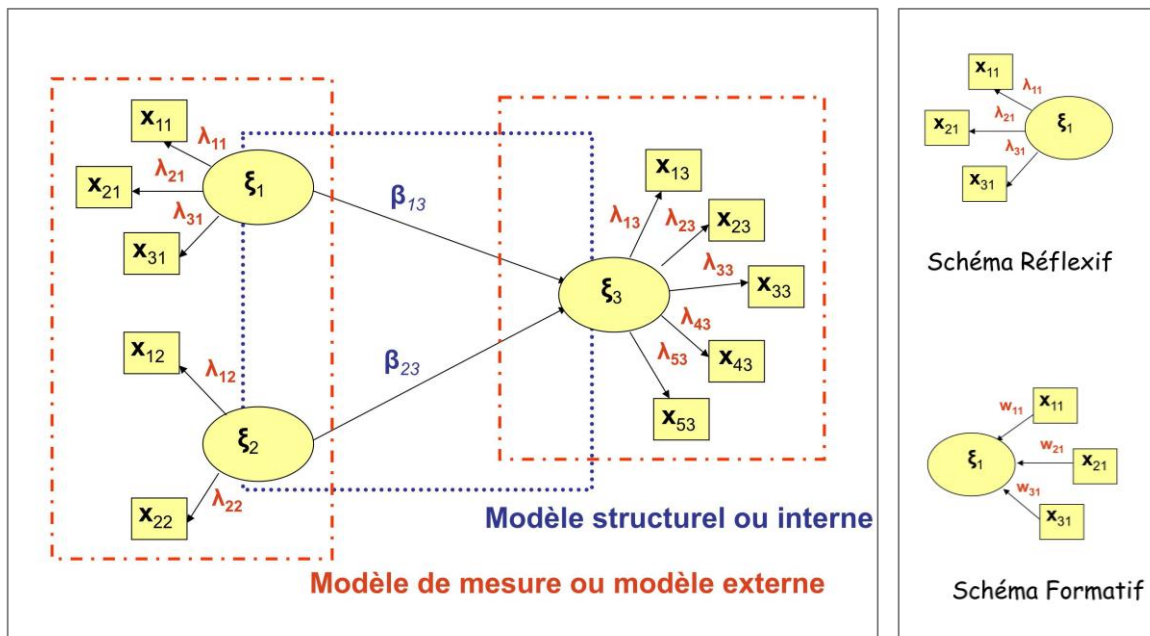 x11
λ11
x21
λ21
ξ1
λ31
x31
β13
x13
λ13
λ23
x23
λ33
x33
ξ3
λ43
x43
λ53
x53
x12
λ12
β23
ξ2
λ22
x22
Modèle structurel ou interne
Modèle de mesure ou modèle externe
x11
λ11
x21
λ21
ξ1
λ31
x31
Schéma Réflexif
w11
x11
ξ1
w21
x21
w31
x31
Schéma Formatif